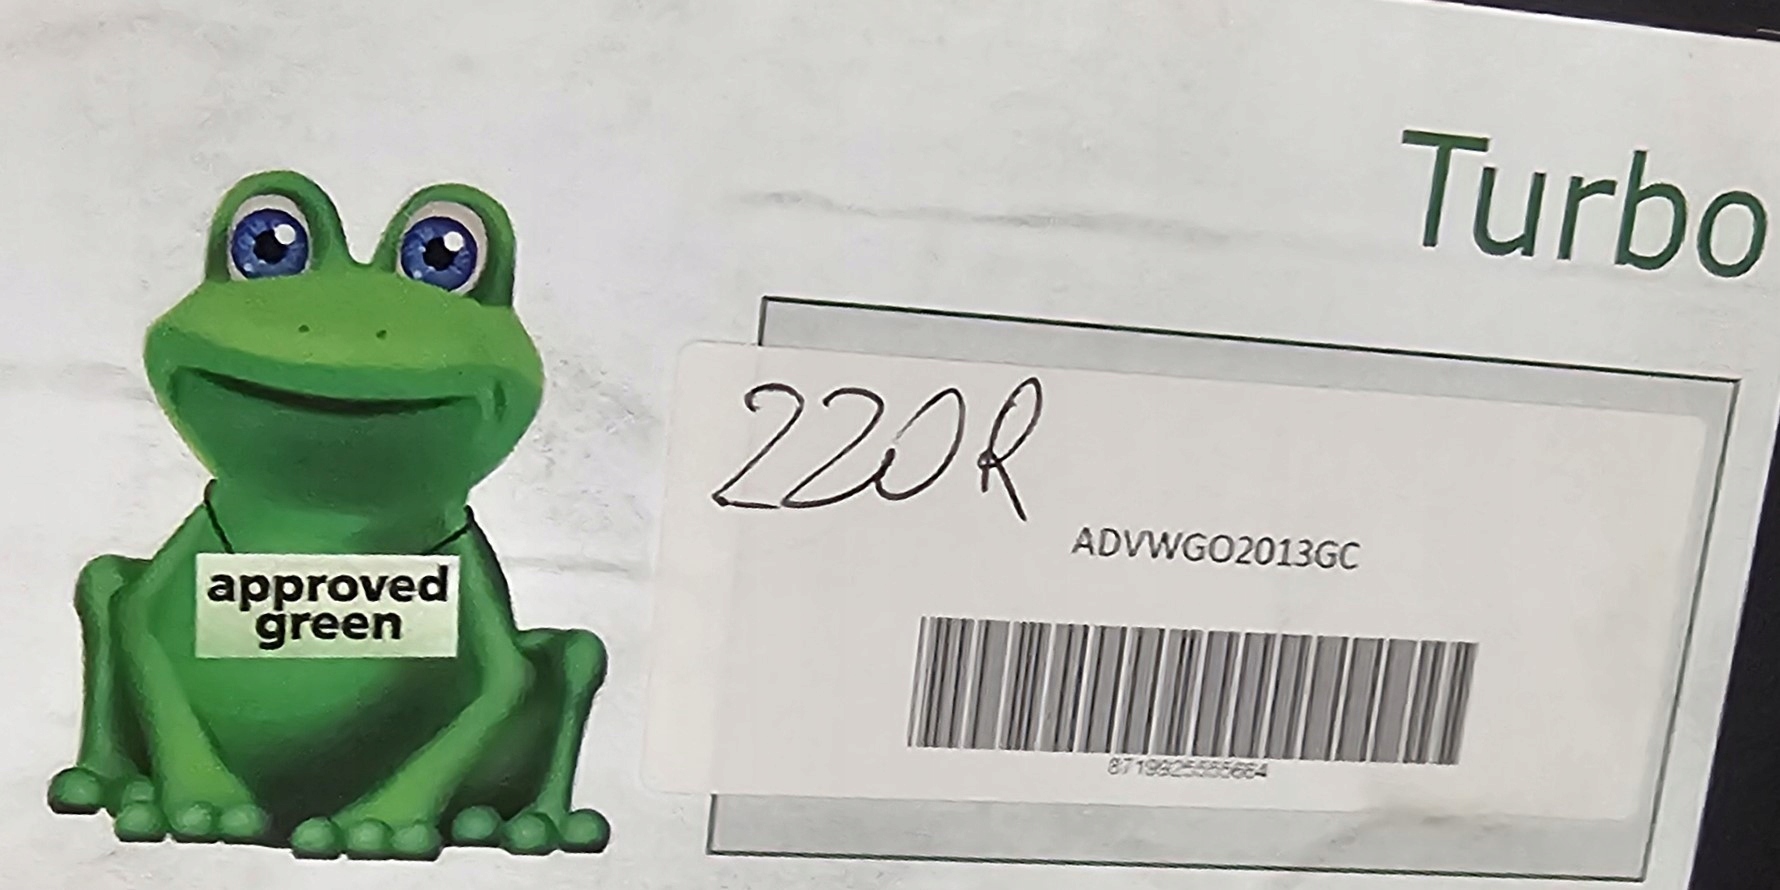 Turbo
220R
ADVWGO2013GC
approved
green